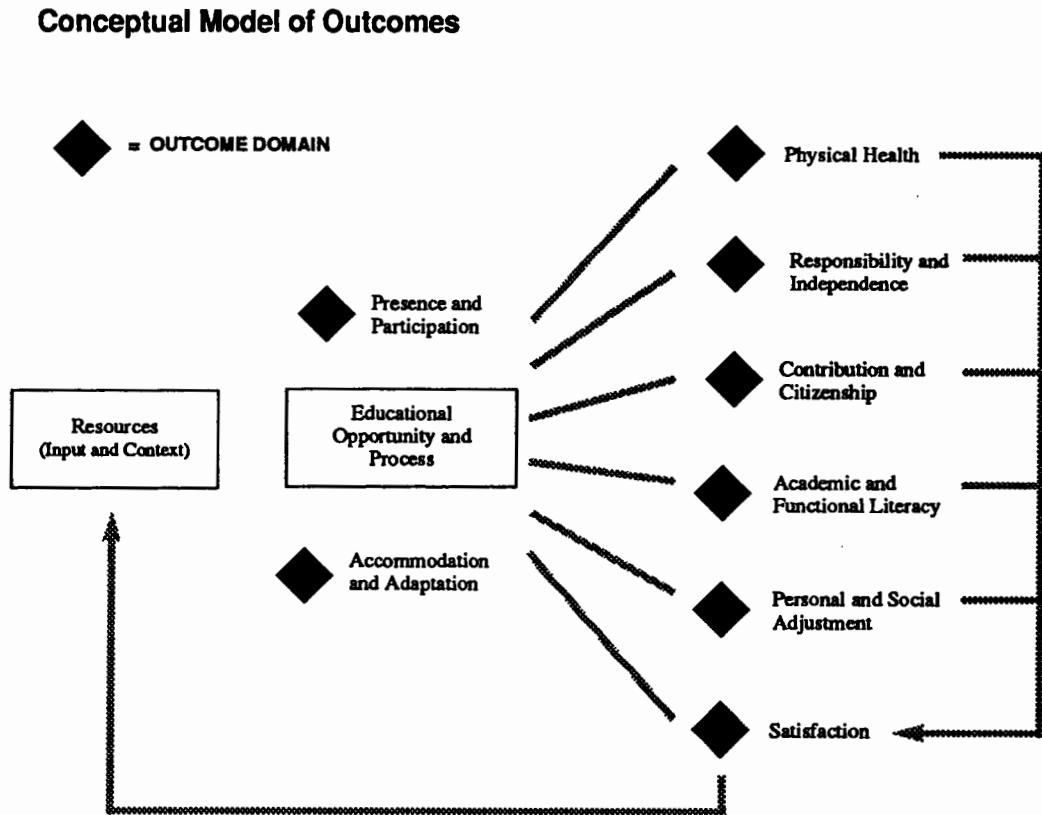 Conceptual Model of Outcomes
= OUTCOME DOMAIN
Presence and
Participation
Resources
(Input and Context)
Educational
Opportunity and
Process
Accommodation
and Adaptation
Physical Health
Responsibility and
Independence
Contribution and
Citizenship
Academic and
Functional Literacy
Personal and Social
Adjustment
Satisfaction